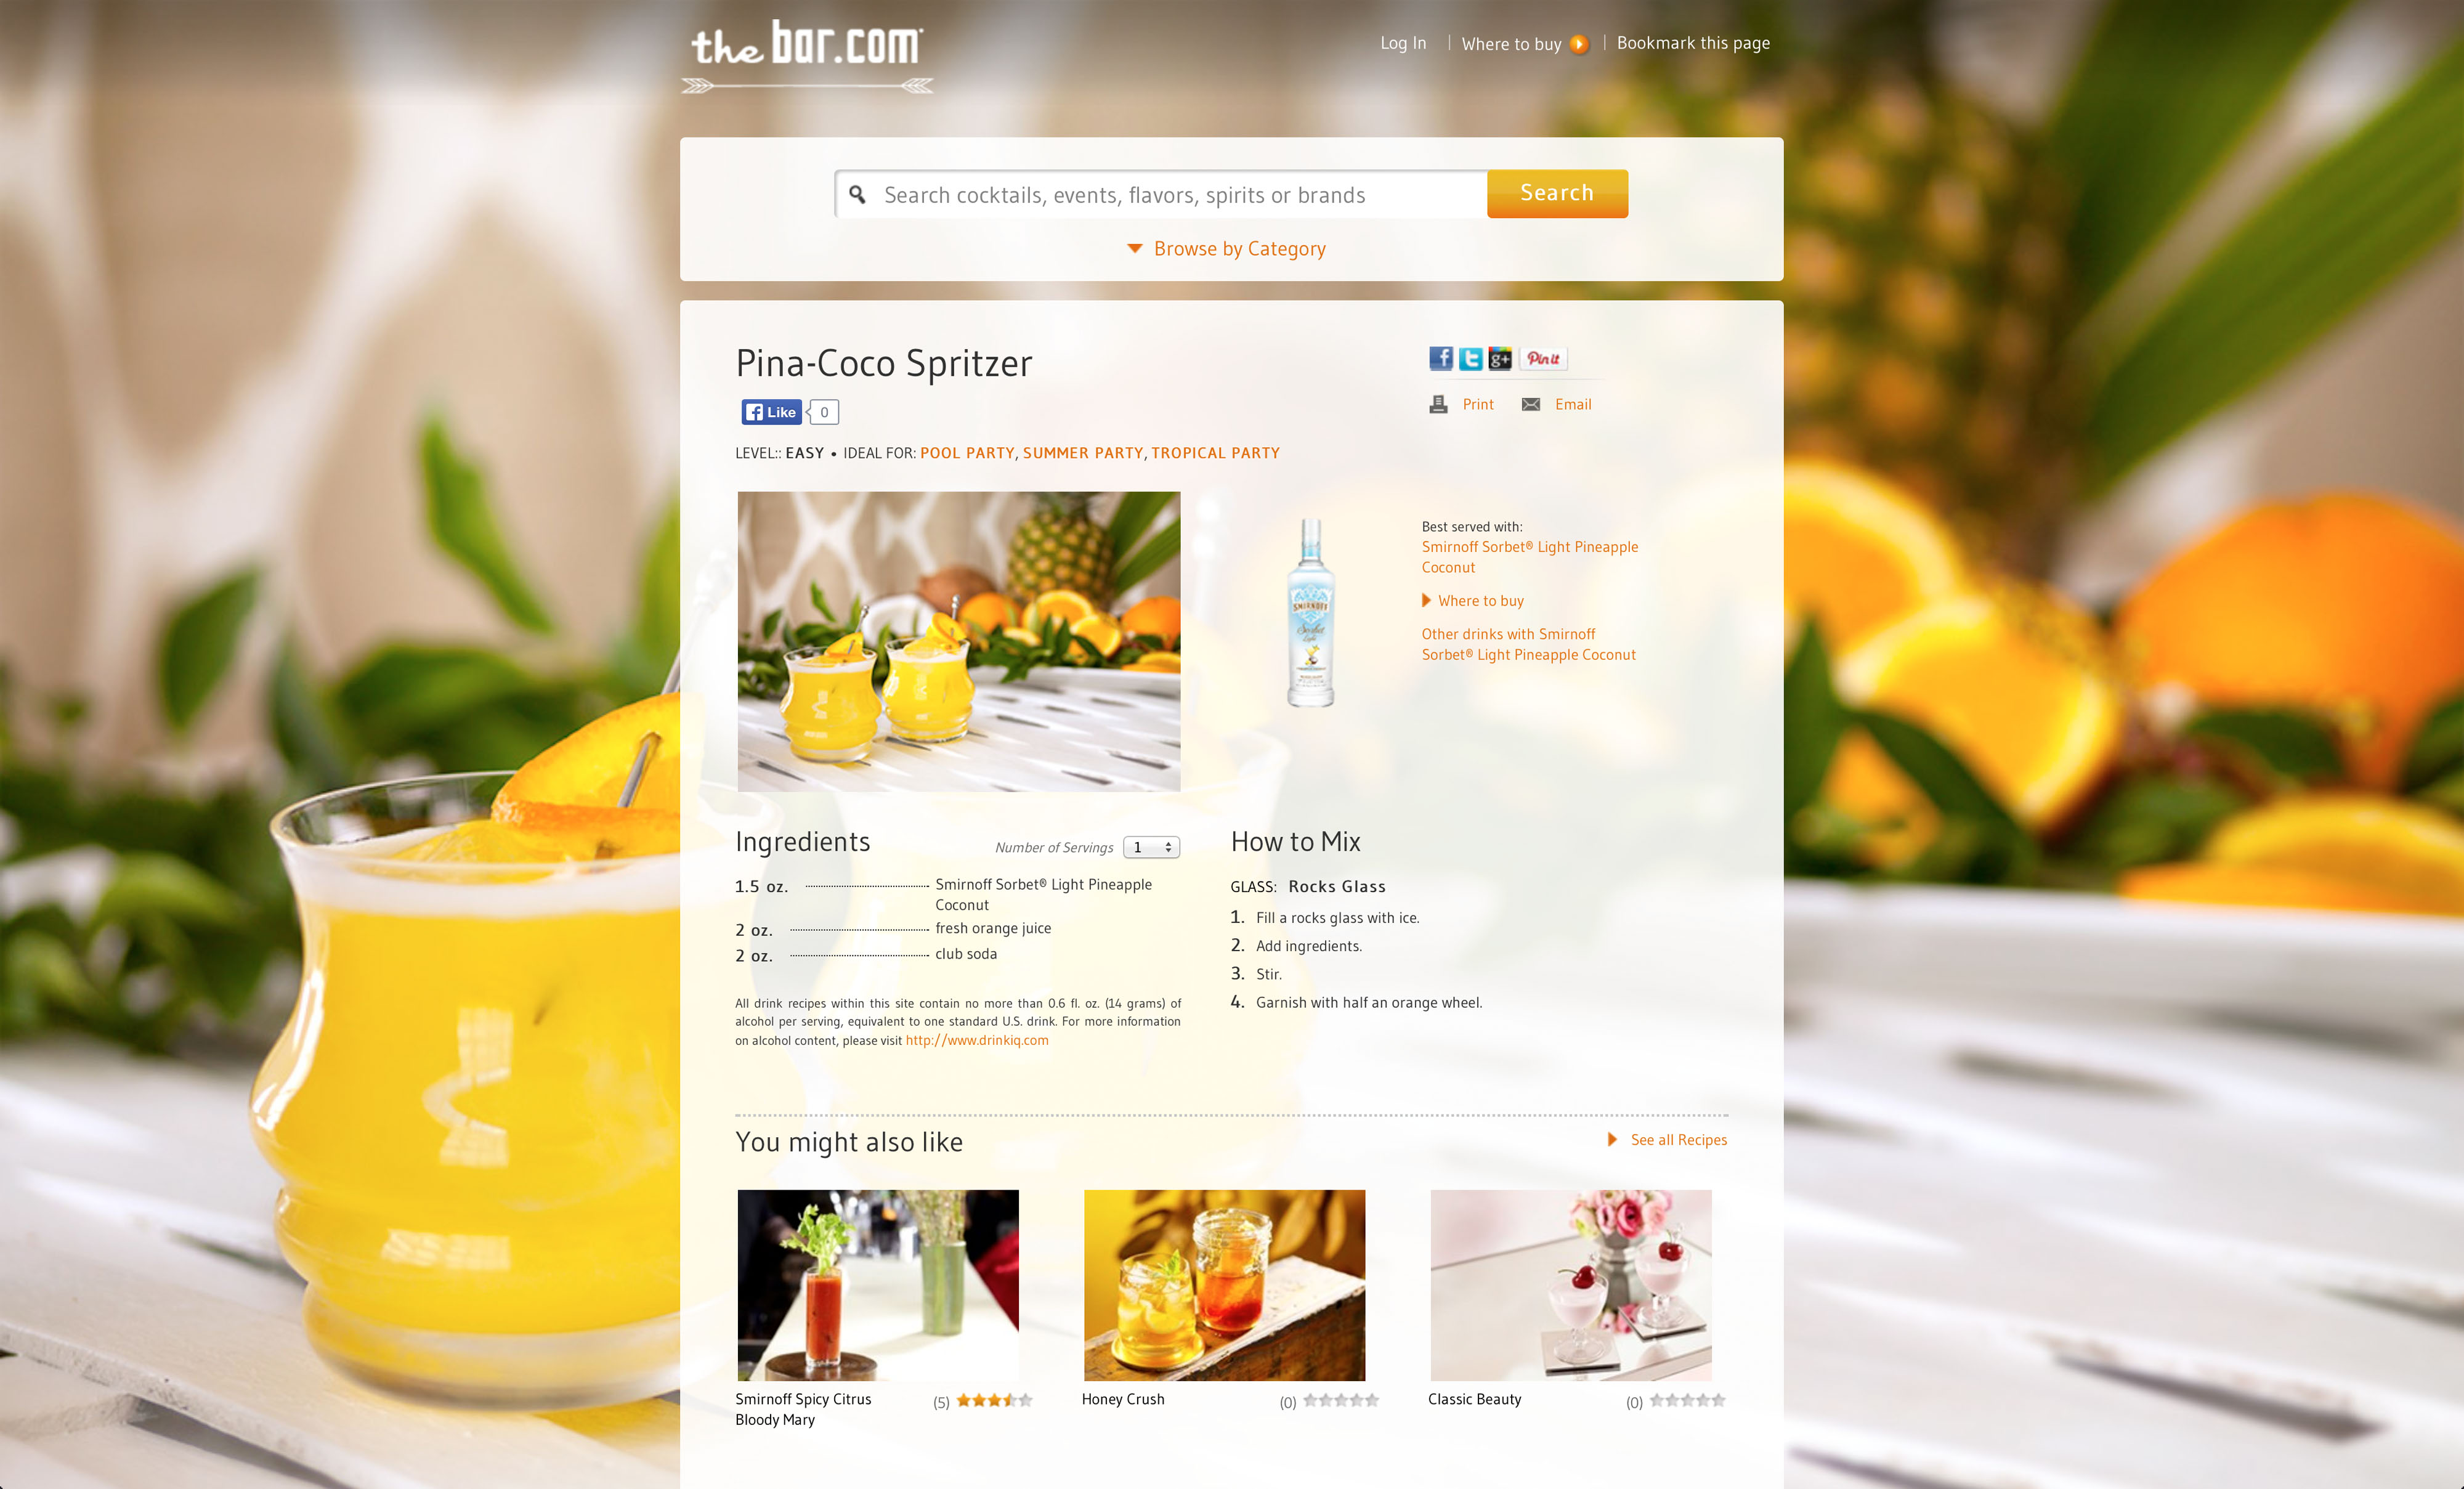 the bar.com
Log In
Where to buy
Bookmark this page
Search cocktails, events, flavors, spirits or brands
Search
Browse by Category
Pina-Coco Spritzer
Like
0
f t g+ Pin it
Print
Email
LEVEL:: EASY • IDEAL FOR: POOL PARTY, SUMMER PARTY, TROPICAL PARTY
SMIRNOFF
Sorbet
Light
Best served with:
Smirnoff Sorbet® Light Pineapple
Coconut
Where to buy
Other drinks with Smirnoff
Sorbet® Light Pineapple Coconut
Ingredients
Number of Servings 1
1.5 oz. Smirnoff Sorbet® Light Pineapple
Coconut
2 oz. fresh orange juice
2 oz. club soda
All drink recipes within this site contain no more than 0.6 fl. oz. (14 grams) of
alcohol per serving, equivalent to one standard U.S. drink. For more information
on alcohol content, please visit http://www.drinkiq.com
How to Mix
GLASS: Rocks Glass
1. Fill a rocks glass with ice.
2. Add ingredients.
3. Stir.
4. Garnish with half an orange wheel.
You might also like
See all Recipes
Smirnoff Spicy Citrus
Bloody Mary
(5)
Honey Crush
(0)
Classic Beauty
(0)